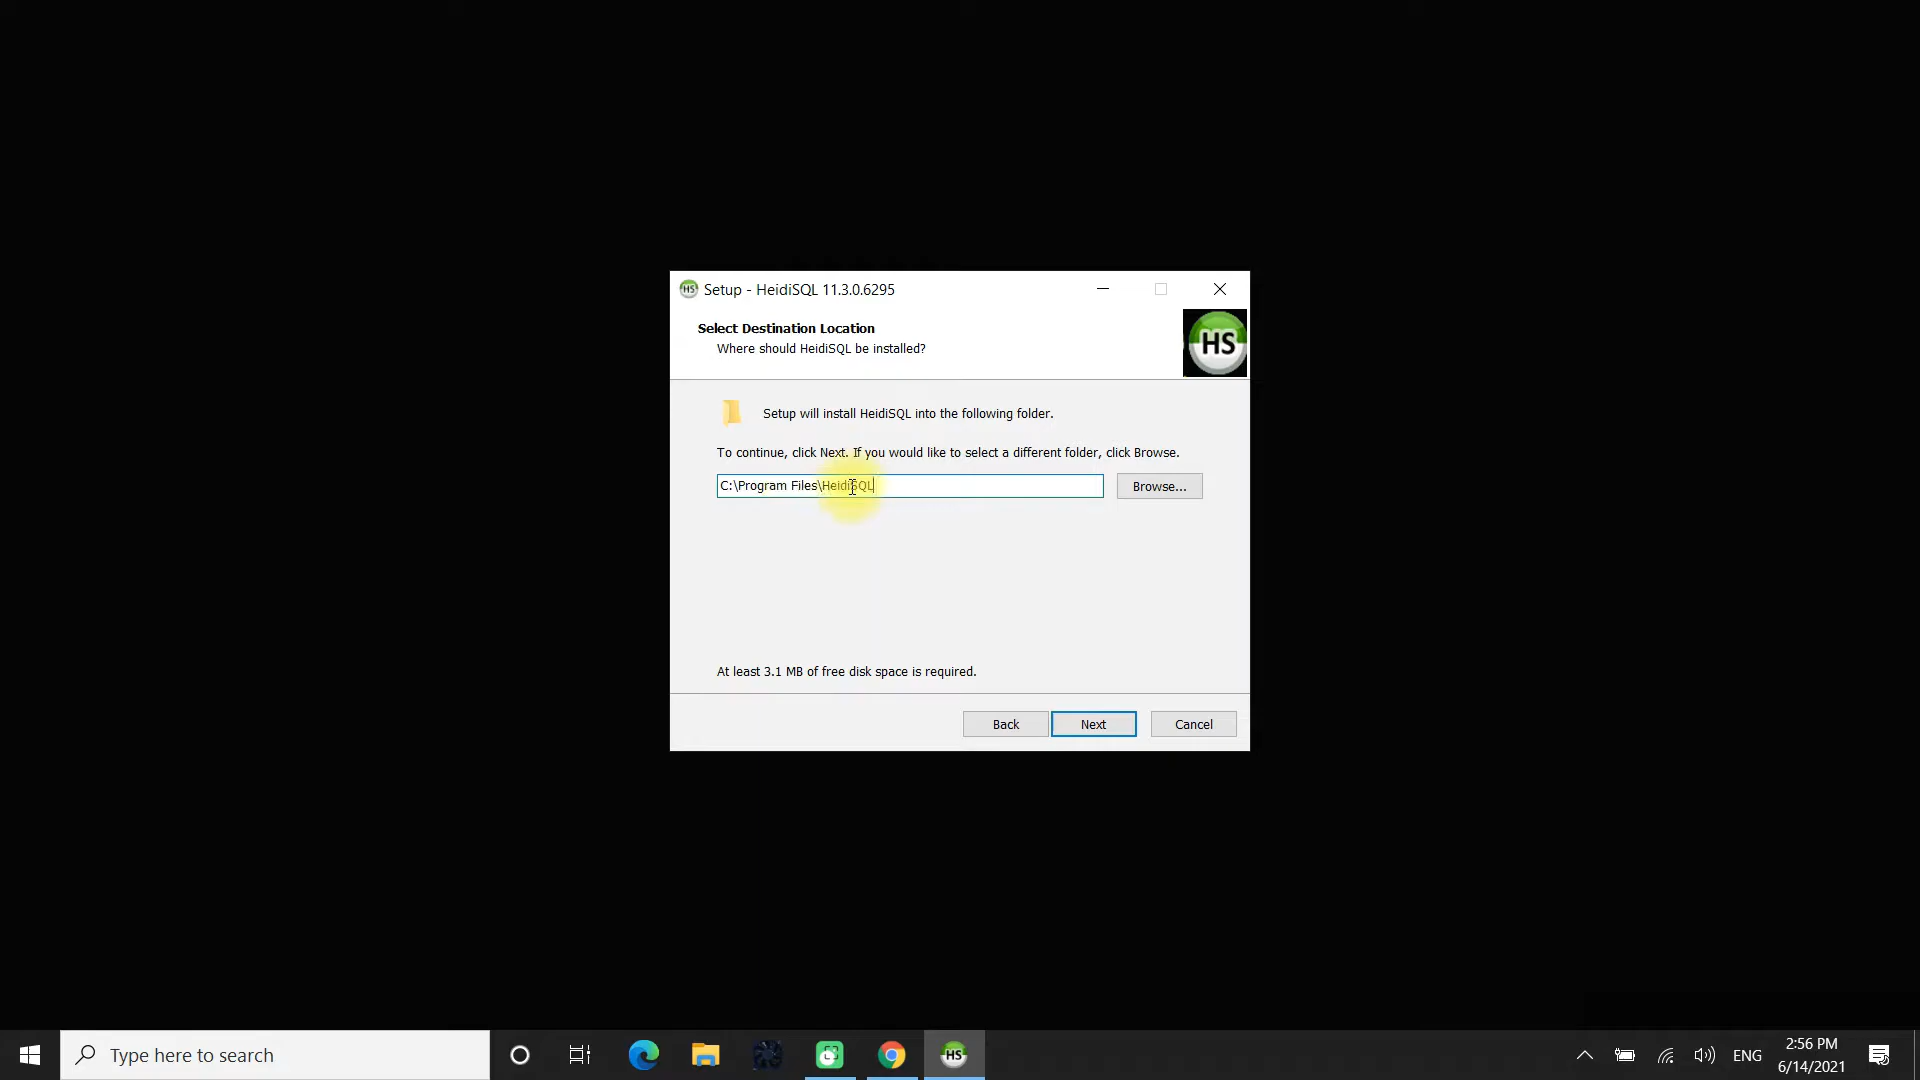 HS Setup - HeidiSQL 11.3.0.6295
Select Destination Location
Where should HeidiSQL be installed?
HS
Setup will install HeidiSQL into the following folder.
To continue, click Next. If you would like to select a different folder, click Browse.
C:\Program Files\HeidiSQL
Browse...
At least 3.1 MB of free disk space is required.
Back Next Cancel
Type here to search
HS
ENG
2:56 PM
6/14/2021